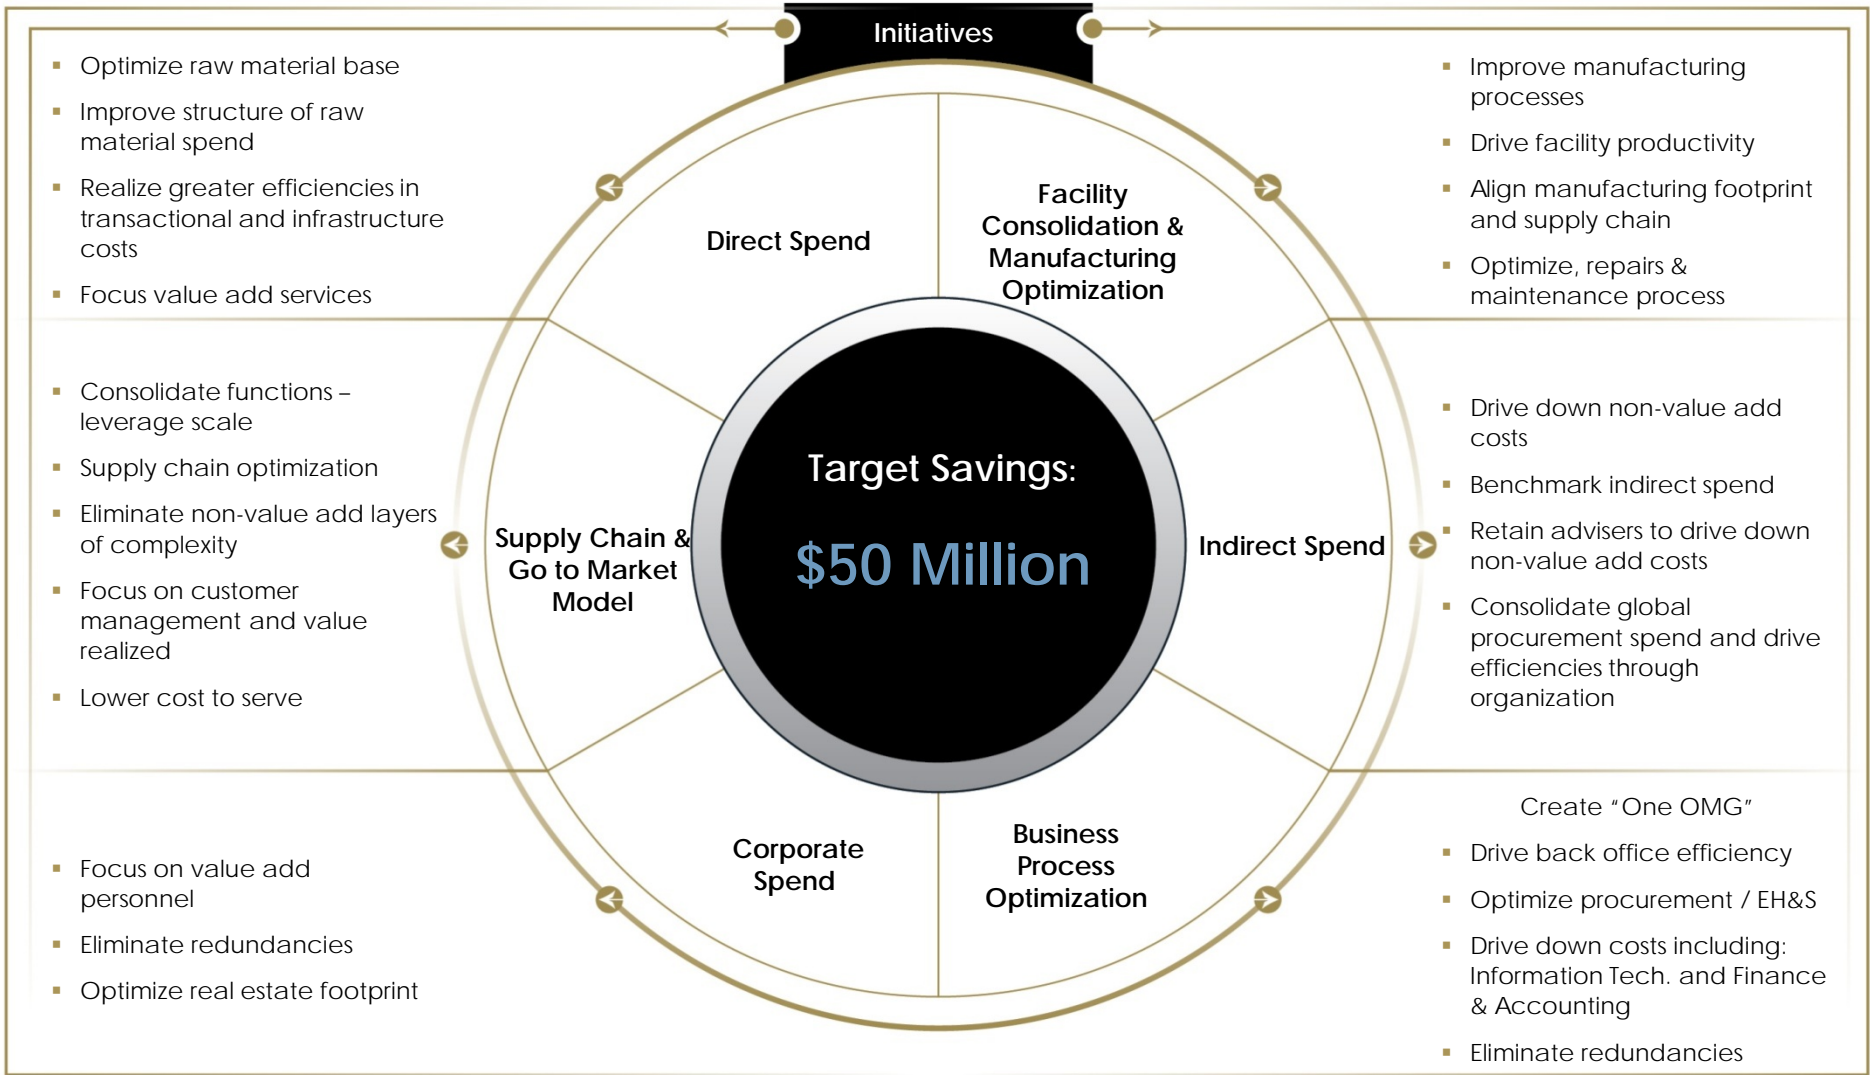 Initiatives
Optimize raw material base
Improve structure of raw
material spend
Realize greater efficiencies in
transactional and infrastructure
costs
Focus value add services
Consolidate functions –
leverage scale
Supply chain optimization
Eliminate non-value add layers
of complexity
Focus on customer
management and value
realized
Lower cost to serve
Focus on value add
personnel
Eliminate redundancies
Optimize real estate footprint
Direct Spend
Facility
Consolidation &
Manufacturing
Optimization
Supply Chain &
Go to Market
Model
Target Savings:
$50 Million
Indirect Spend
Corporate
Spend
Business
Process
Optimization
Improve manufacturing
processes
Drive facility productivity
Align manufacturing footprint
and supply chain
Optimize, repairs &
maintenance process
Drive down non-value add
costs
Benchmark indirect spend
Retain advisers to drive down
non-value add costs
Consolidate global
procurement spend and drive
efficiencies through
organization
Create “One OMG”
Drive back office efficiency
Optimize procurement / EH&S
Drive down costs including:
Information Tech. and Finance
& Accounting
Eliminate redundancies